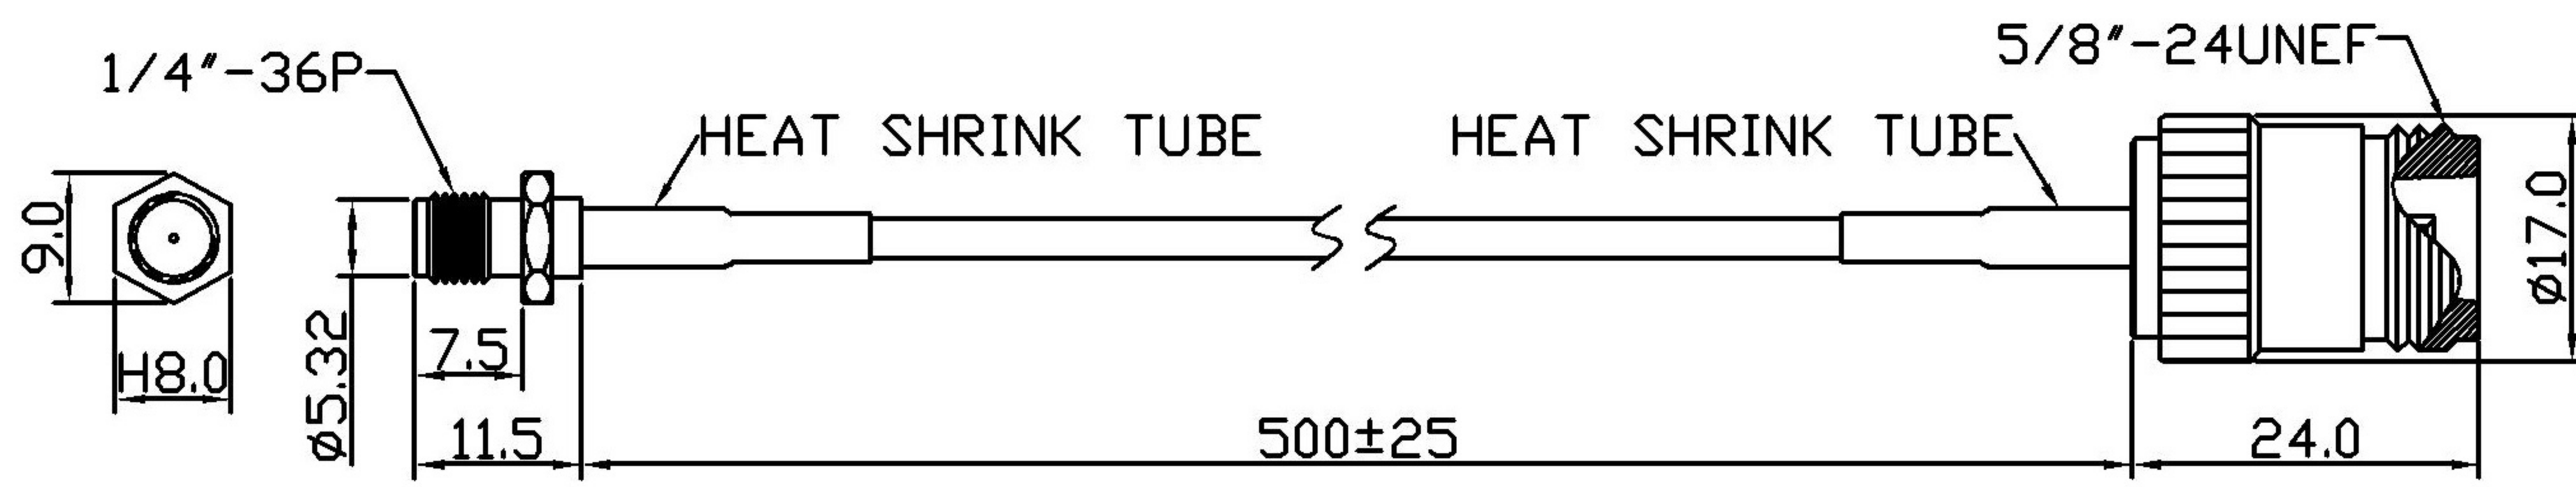 1/4"-36P
5/8"-24UNEF
HEAT SHRINK TUBE
HEAT SHRINK TUBE
9.0
H8.0
ø5.32
7.5
11.5
500±25
24.0
ø17.0